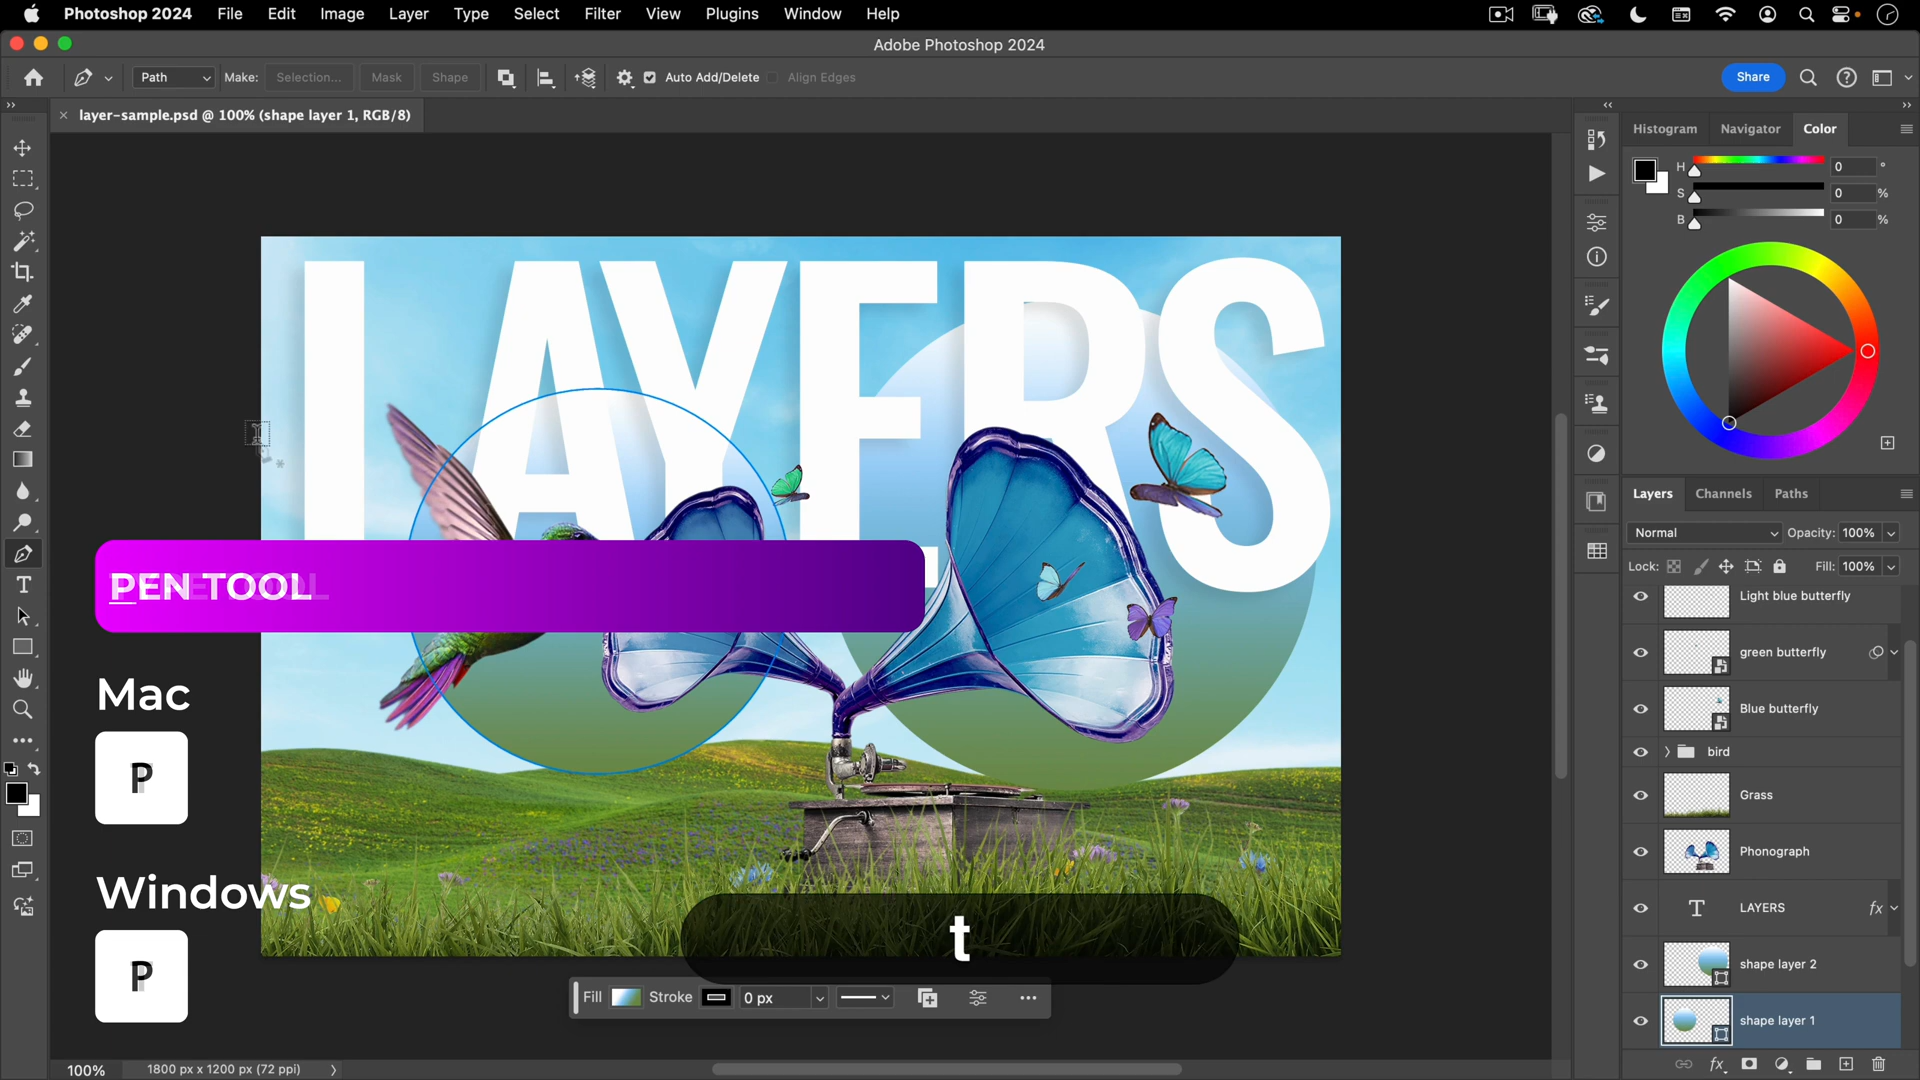 Photoshop 2024 File Edit Image Layer Type Select Filter View Plugins Window Help
Adobe Photoshop 2024
Path Make: Selection... Mask Shape Auto Add/Delete Align Edges Share
layer-sample.psd @ 100% (shape layer 1, RGB/8)
Histogram Navigator Color
H 0 °
S 0 %
B 0 %
LAYERS
PEN TOOL
Mac
P
Windows
P
t
Layers Channels Paths
Normal Opacity: 100%
Lock: Fill: 100%
Light blue butterfly
green butterfly
Blue butterfly
bird
Grass
Phonograph
T LAYERS fx
shape layer 2
shape layer 1
fx
Fill Stroke 0 px
100% 1800 px x 1200 px (72 ppi)